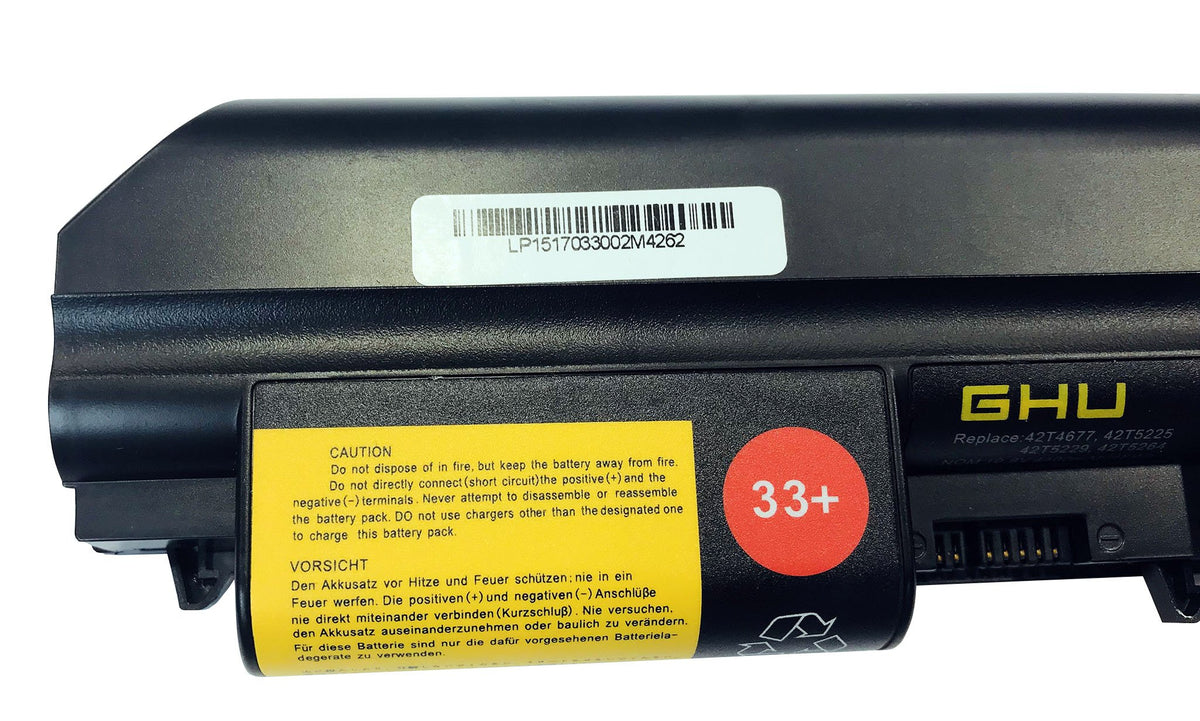 LP1517033002M4262
GHU
Replace:42T4677, 42T5225
42T5229, 42T5264
CAUTION
Do not dispose of in fire, but keep the battery away from fire.
Do not directly connect(short circuit)the positive(+) and the
negative(-)terminals. Never attempt to disassemble or reassemble
the battery pack. DO not use chargers other than the designated one
to charge this battery pack.
33+
VORSICHT
Den Akkusatz vor Hitze und Feuer schützen; nie in ein
Feuer werfen. Die positiven(+) und negativen(-)Anschlüße
nie direkt miteinander verbinden(Kurzschluß). Nie versuchen,
den Akkusatz auseinanderzunehmen oder baulich zu verändern.
Für diese Batterie sind nur die dafür vorgesehenen Batteriela-
degerate zu verwenden.